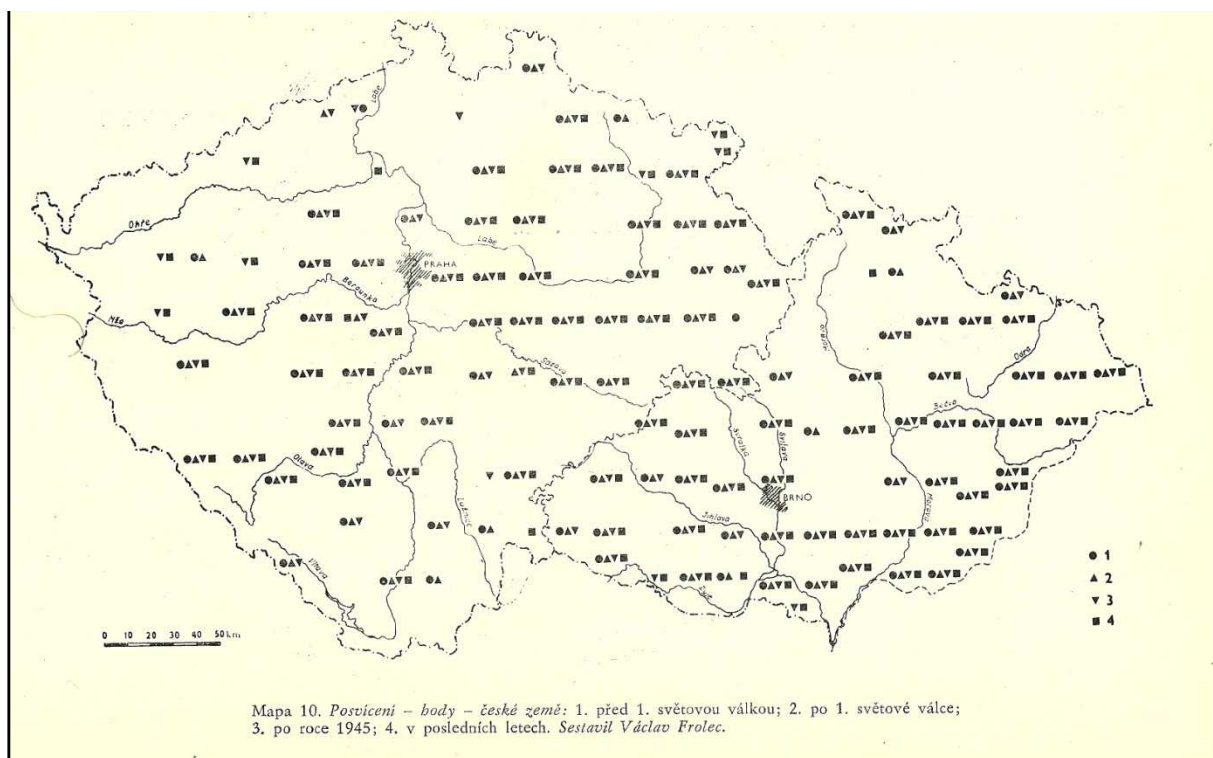 Labe
Ohře
Labe
PRAHA
Berounka
Mže
Sázava
Morava
Odra
Bečva
Svratka
Svitava
Otava
Lužnice
BRNO
Jihlava
Morava
Vltava
Dyje
1
2
3
4
0 10 20 30 40 50 km
Mapa 10. Posvícení – hody – české země: 1. před 1. světovou válkou; 2. po 1. světové válce;
3. po roce 1945; 4. v posledních letech. Sestavil Václav Frolec.